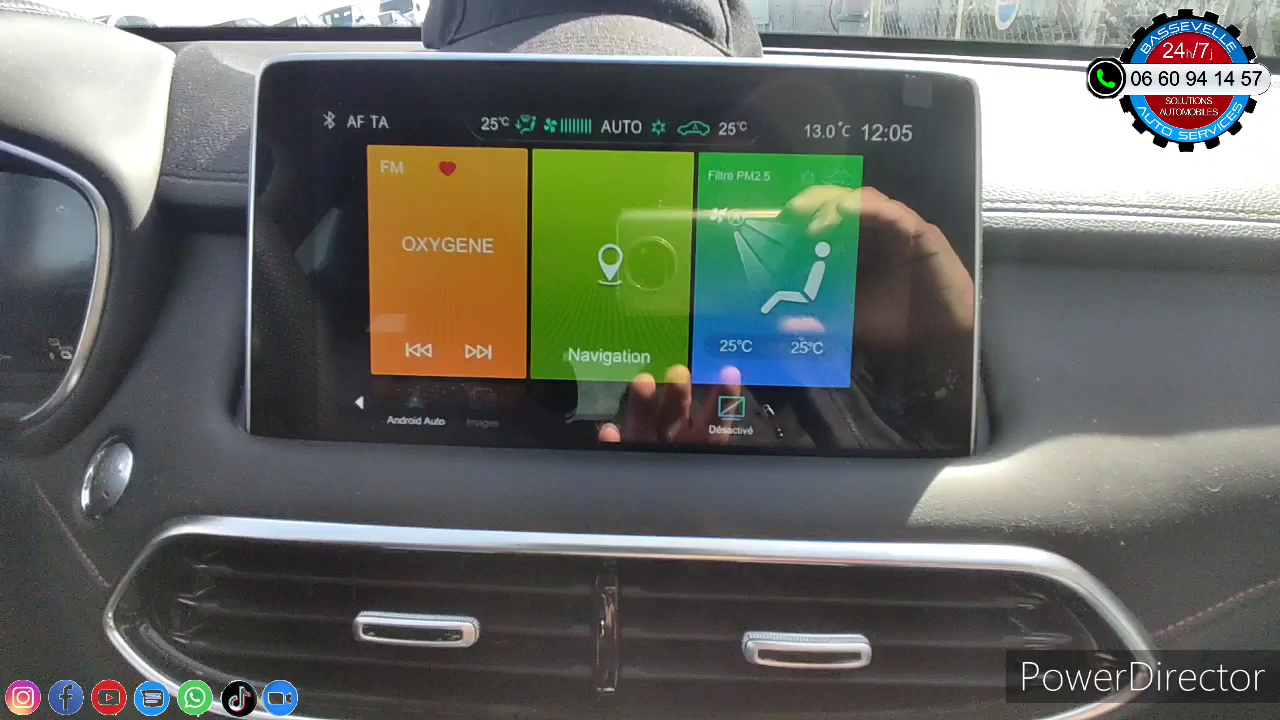 BASSEVELLE
24h/7j
06 60 94 14 57
SOLUTIONS
AUTOMOBILES
AUTO SERVICES
AF TA
25°C
AUTO
25°C
13.0°C 12:05
FM
OXYGENE
Navigation
Filtre PM2.5
25°C
25°C
Android Auto
Images
Désactivé
PowerDirector